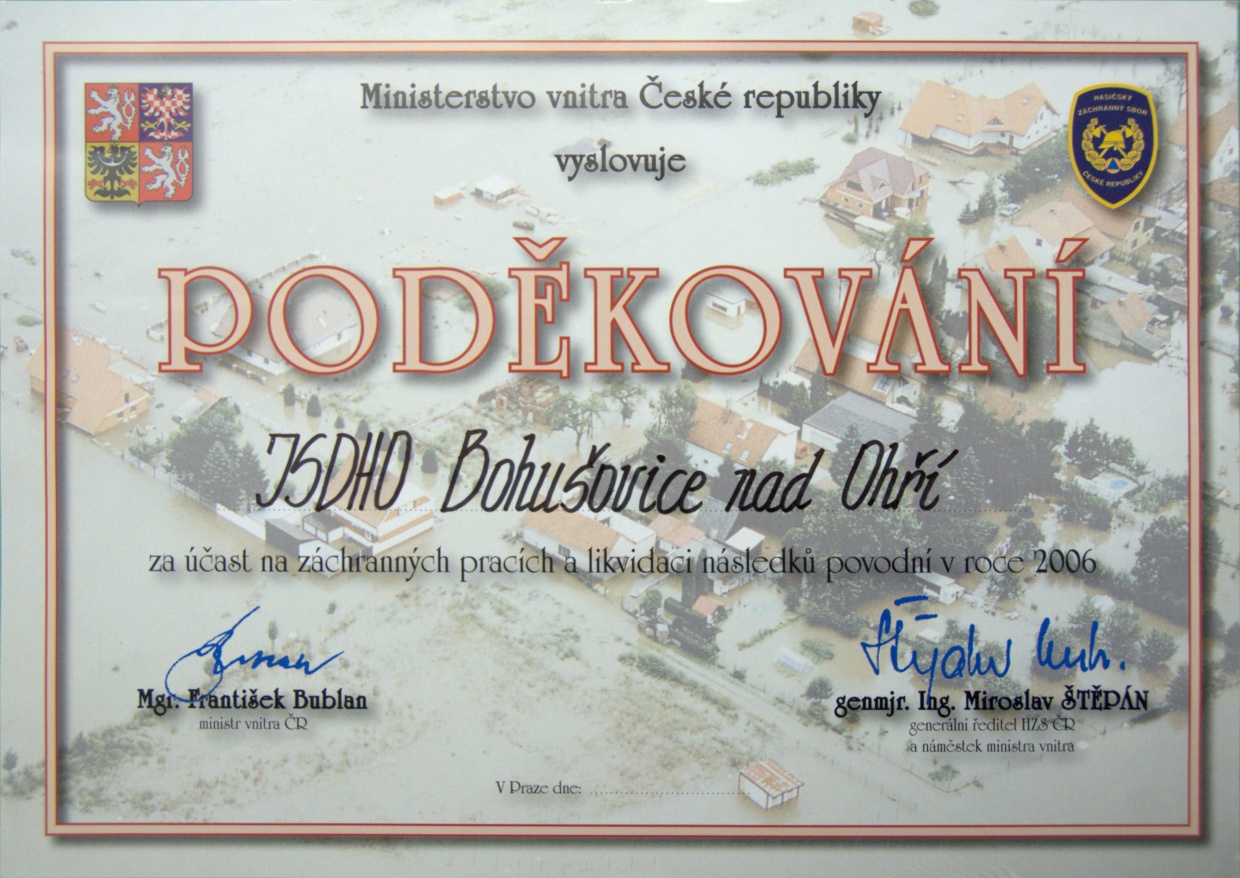 Ministerstvo vnitra České republiky
HASIČSKÝ
ZÁCHRANNÝ SBOR
ČESKÉ REPUBLIKY
vyslovuje
PODĚKOVÁNÍ
JSDHO Bohušovice nad Ohří
za účast na záchranných pracích a likvidaci následků povodní v roce 2006
Mgr. František Bublan
ministr vnitra ČR
genmjr. Ing. Miroslav ŠTĚPÁN
generální ředitel HZS ČR
a náměstek ministra vnitra
V Praze dne: